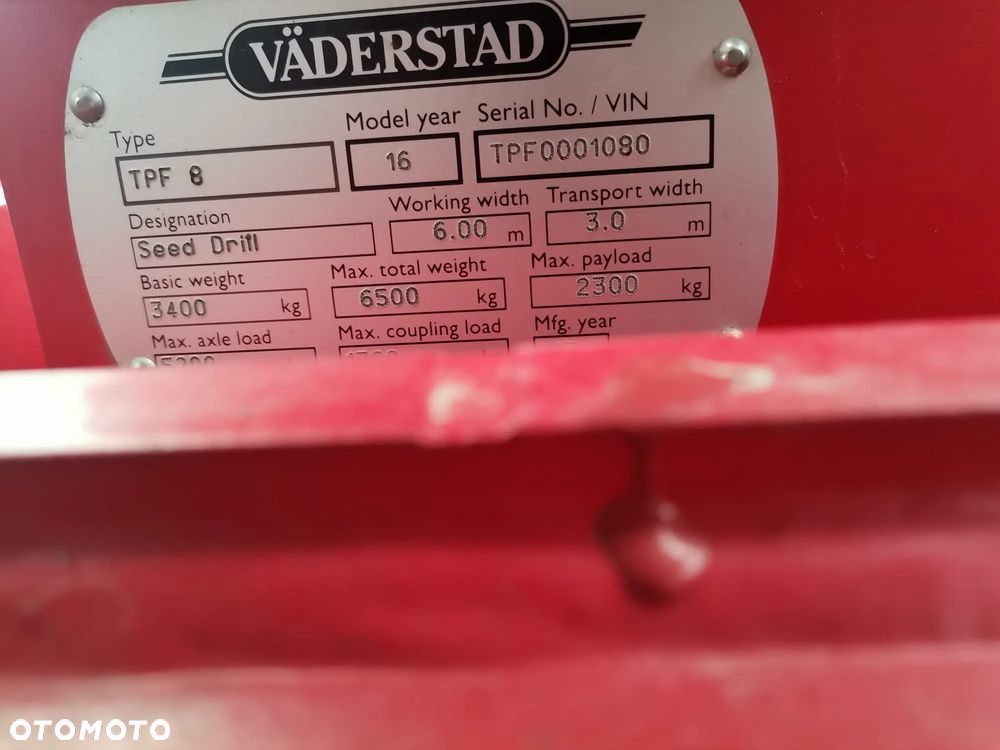 VÄDERSTAD
Type Model year Serial No. / VIN
TPF 8 16 TPF0001080
Designation Working width Transport width
Seed Drill 6.00 m 3.0 m
Basic weight Max. total weight Max. payload
3400 kg 6500 kg 2300 kg
Max. axle load Max. coupling load Mfg. year
OTOMOTO